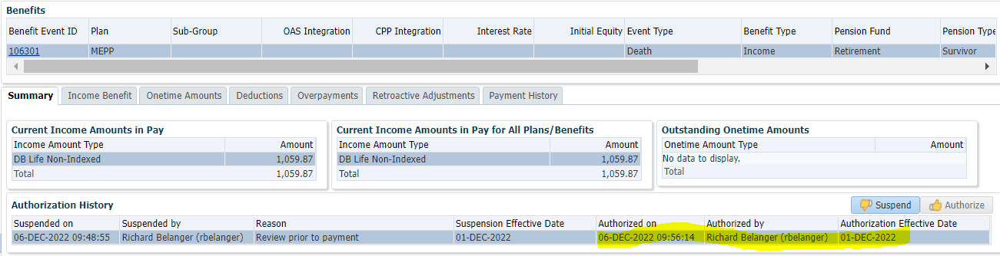 Benefits
Benefit Event ID Plan Sub-Group OAS Integration CPP Integration Interest Rate Initial Equity Event Type Benefit Type Pension Fund Pension Type
106301 MEPP Death Income Retirement Survivor
Summary Income Benefit Onetime Amounts Deductions Overpayments Retroactive Adjustments Payment History
Current Income Amounts in Pay Current Income Amounts in Pay for All Plans/Benefits Outstanding Onetime Amounts
Income Amount Type Amount Income Amount Type Amount Onetime Amount Type Amount
DB Life Non-Indexed 1,059.87 DB Life Non-Indexed 1,059.87 No data to display.
Total 1,059.87 Total 1,059.87 Total
Authorization History Suspend Authorize
Suspended on Suspended by Reason Suspension Effective Date Authorized on Authorized by Authorization Effective Date
06-DEC-2022 09:48:55 Richard Belanger (rbelanger) Review prior to payment 01-DEC-2022 06-DEC-2022 09:56:14 Richard Belanger (rbelanger) 01-DEC-2022